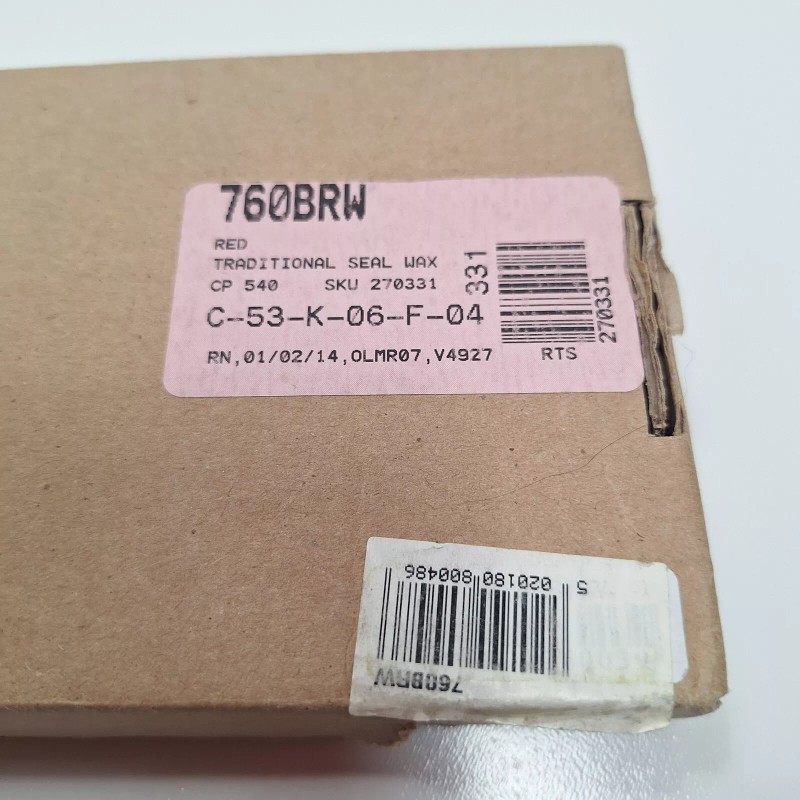 760BRW
RED
TRADITIONAL SEAL WAX
CP 540 SKU 270331
C-53-K-06-F-04
RN,01/02/14,OLMR07,V4927
331
270331
RTS
760BRW
5 020180 800486